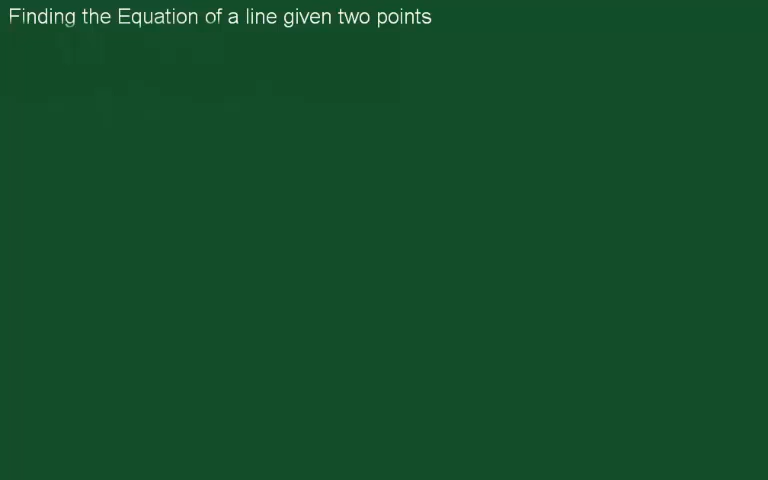 Finding the Equation of a line given two points